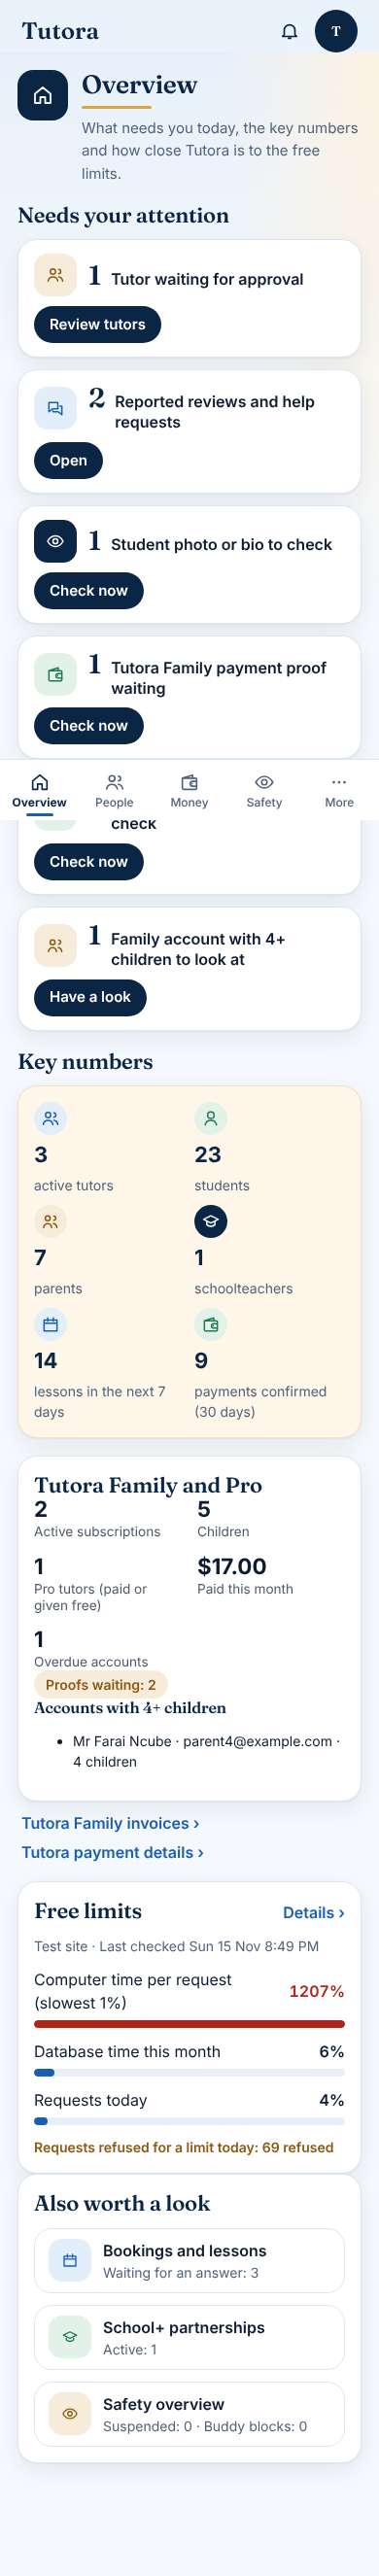 Tutora
T
Overview
What needs you today, the key numbers
and how close Tutora is to the free
limits.
Needs your attention
1 Tutor waiting for approval
Review tutors
2 Reported reviews and help
requests
Open
1 Student photo or bio to check
Check now
1 Tutora Family payment proof
waiting
Check now
Overview People Money Safety More
check
Check now
1 Family account with 4+
children to look at
Have a look
Key numbers
3 23
active tutors students
7 1
parents schoolteachers
14 9
lessons in the next 7 payments confirmed
days (30 days)
Tutora Family and Pro
2 5
Active subscriptions Children
1 $17.00
Pro tutors (paid or Paid this month
given free)
1
Overdue accounts
Proofs waiting: 2
Accounts with 4+ children
• Mr Farai Ncube · parent4@example.com ·
4 children
Tutora Family invoices ›
Tutora payment details ›
Free limits Details ›
Test site · Last checked Sun 15 Nov 8:49 PM
Computer time per request
(slowest 1%) 1207%
Database time this month 6%
Requests today 4%
Requests refused for a limit today: 69 refused
Also worth a look
Bookings and lessons
Waiting for an answer: 3
School+ partnerships
Active: 1
Safety overview
Suspended: 0 · Buddy blocks: 0